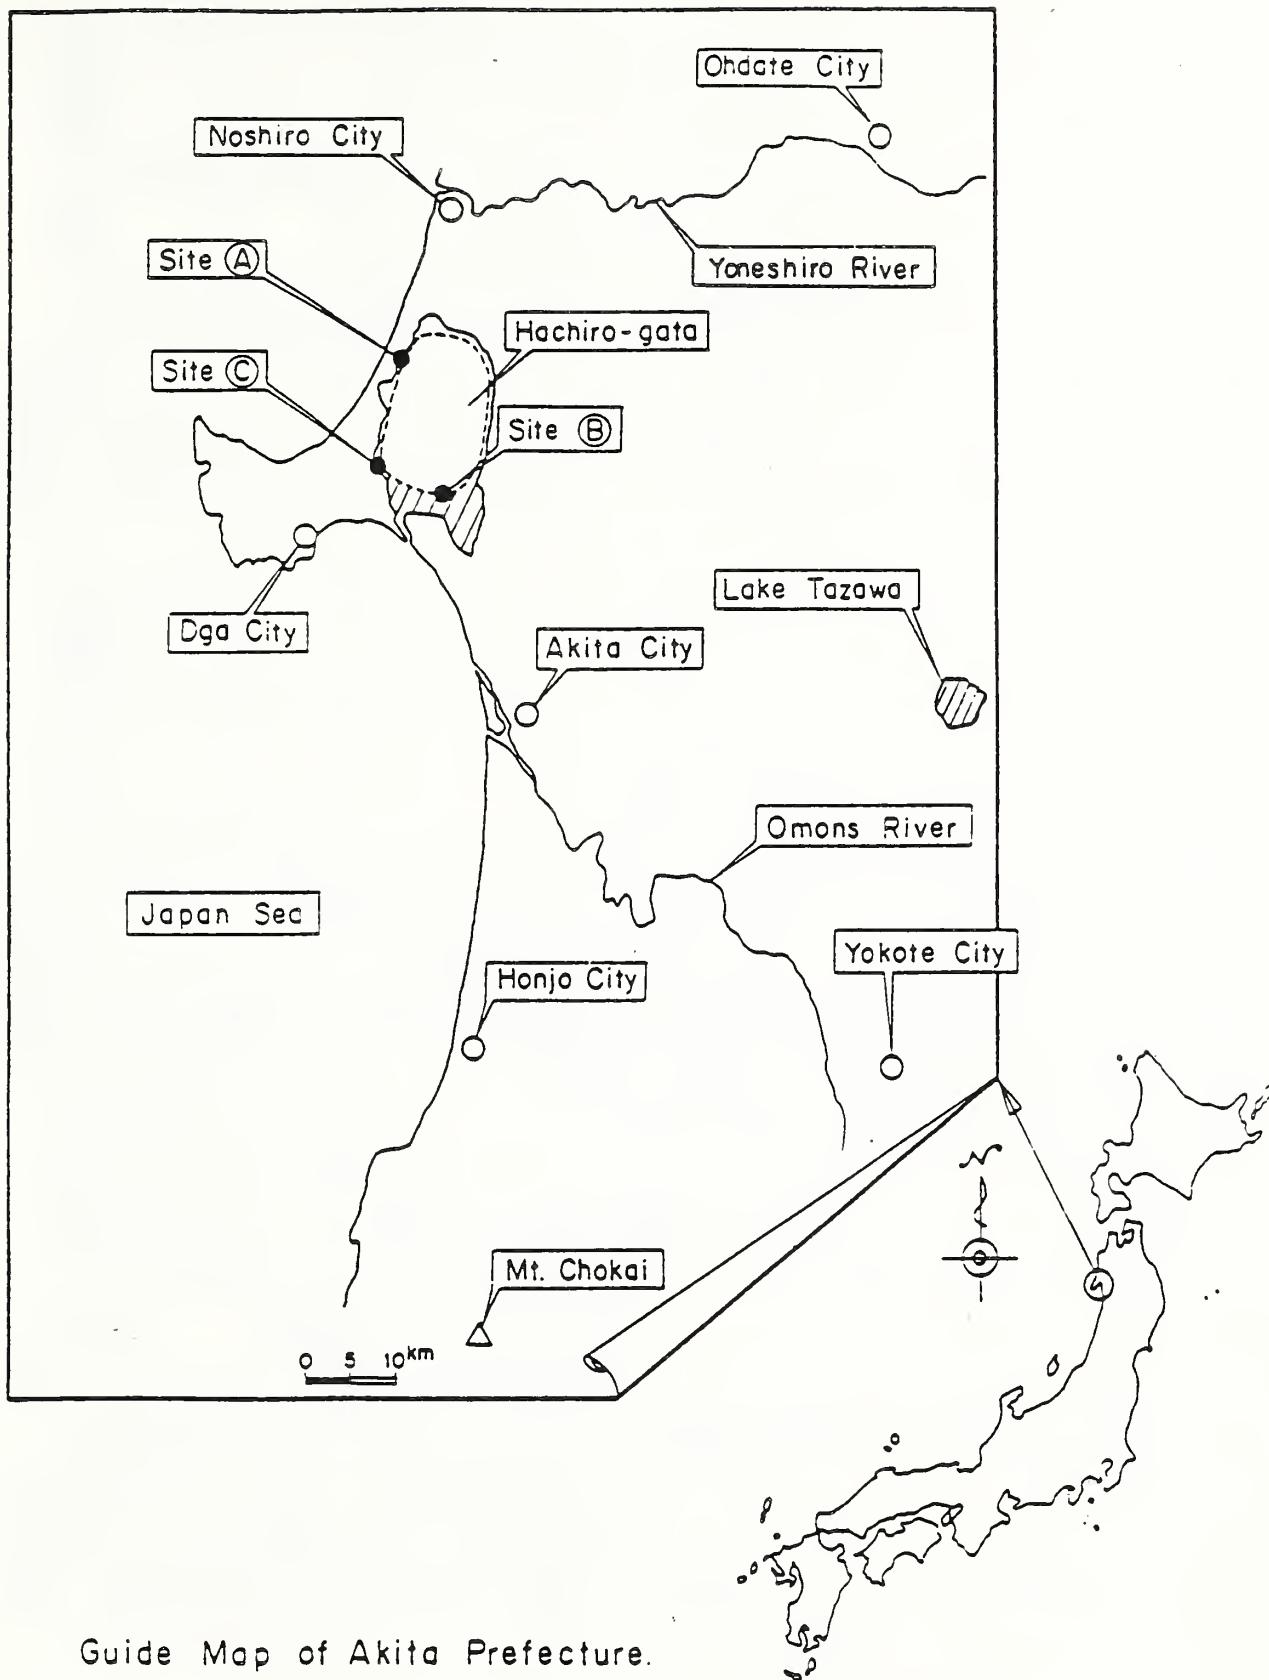 Ohdate City
Noshiro City
Site Ⓐ
Yoneshiro River
Hachiro-gata
Site Ⓒ
Site Ⓑ
Lake Tazawa
Dga City
Akita City
Omons River
Japan Sea
Yokote City
Honjo City
N
Mt. Chokai
0 5 10km
Guide Map of Akita Prefecture.